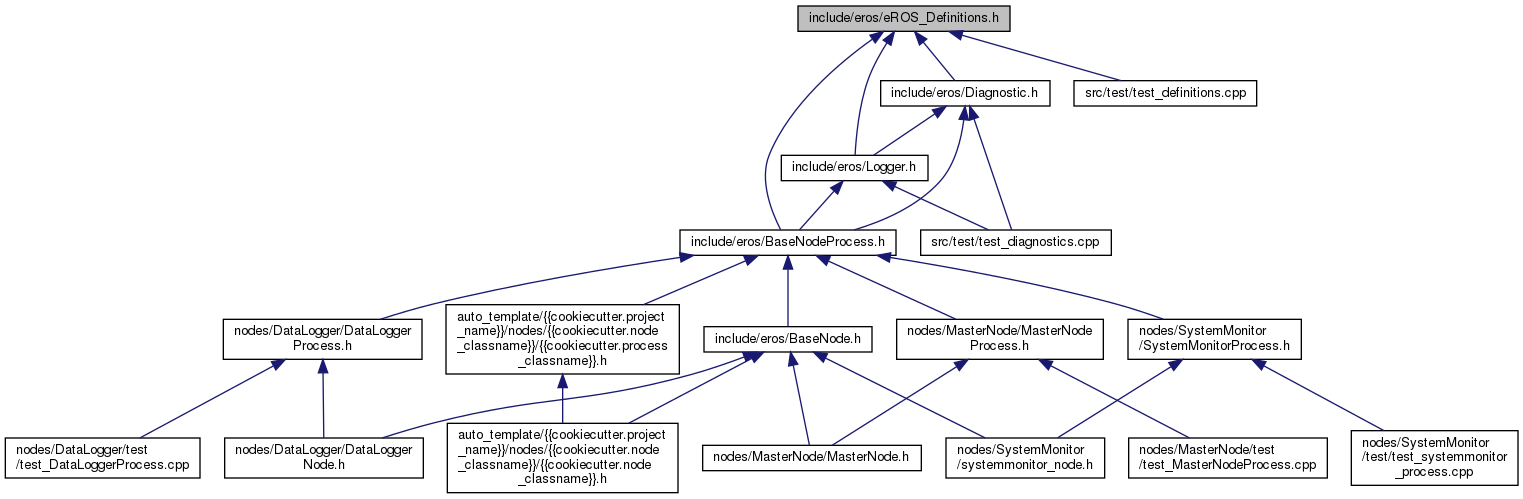 include/eros/eROS_Definitions.h
include/eros/Diagnostic.h
src/test/test_definitions.cpp
include/eros/Logger.h
include/eros/BaseNodeProcess.h
src/test/test_diagnostics.cpp
nodes/DataLogger/DataLogger
Process.h
auto_template/{{cookiecutter.project
_name}}/nodes/{{cookiecutter.node
_classname}}/{{cookiecutter.process
_classname}}.h
include/eros/BaseNode.h
nodes/MasterNode/MasterNode
Process.h
nodes/SystemMonitor
/SystemMonitorProcess.h
nodes/DataLogger/test
/test_DataLoggerProcess.cpp
nodes/DataLogger/DataLogger
Node.h
auto_template/{{cookiecutter.project
_name}}/nodes/{{cookiecutter.node
_classname}}/{{cookiecutter.node
_classname}}.h
nodes/MasterNode/MasterNode.h
nodes/SystemMonitor
/systemmonitor_node.h
nodes/MasterNode/test
/test_MasterNodeProcess.cpp
nodes/SystemMonitor
/test/test_systemmonitor
_process.cpp